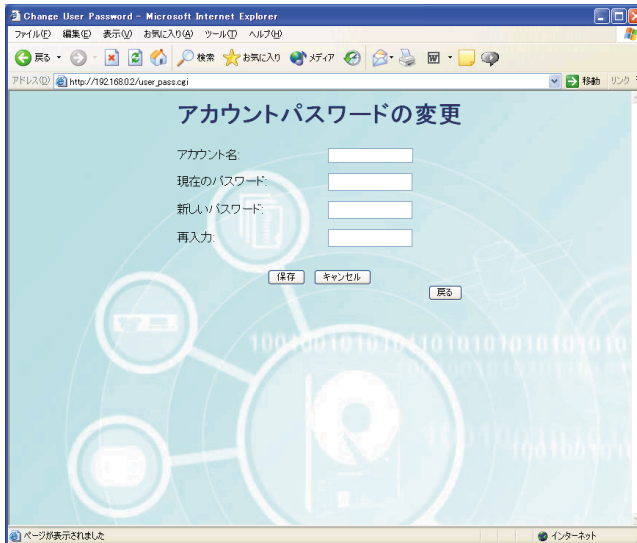 Change User Password - Microsoft Internet Explorer
ファイル(F) 編集(E) 表示(V) お気に入り(A) ツール(T) ヘルプ(H)
戻る 検索 お気に入り メディア
アドレス(D) http://192.168.0.2/user_pass.cgi 移動 リンク
アカウントパスワードの変更
アカウント名:
現在のパスワード:
新しいパスワード:
再入力:
保存 キャンセル
戻る
ページが表示されました インターネット